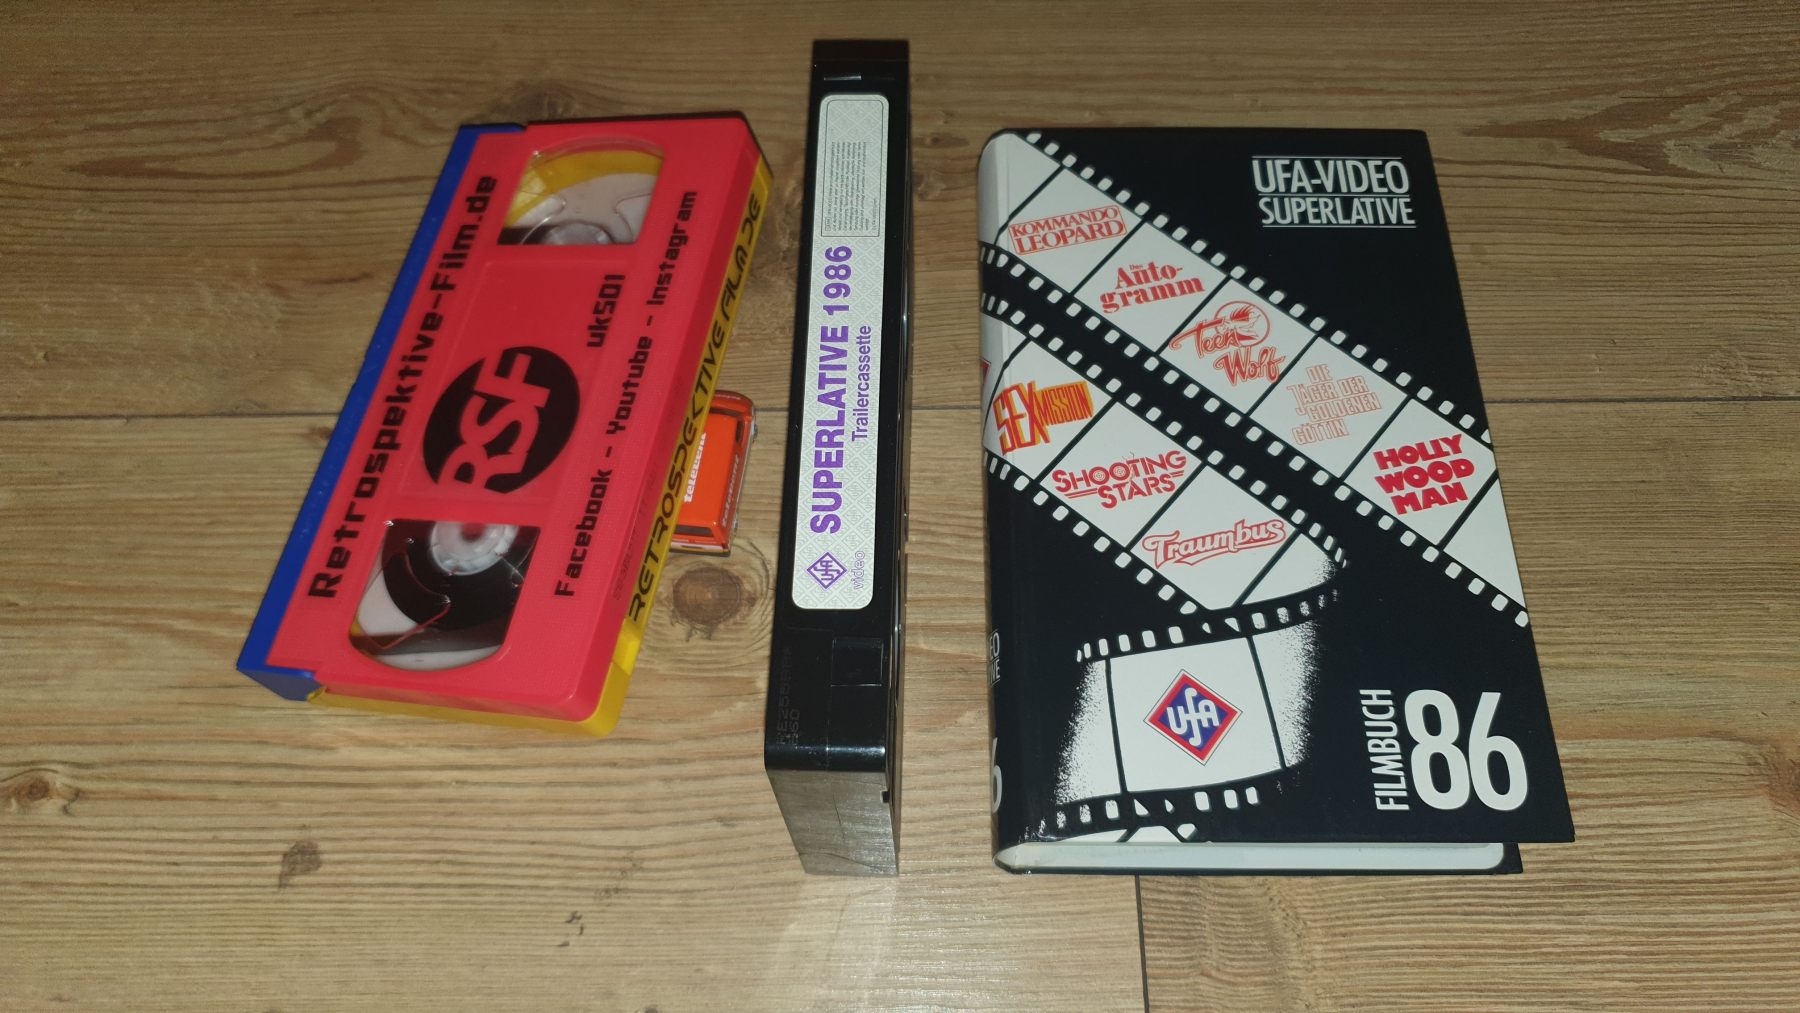 Retrospektive-Film.de
RSF
uk501
Facebook - Youtube - Instagram
RETROSPEKTIVE FILM DE
telerent
telerent
SUPERLATIVE 1986
Trailercassette
UFA
video
UFA-VIDEO
SUPERLATIVE
KOMMANDO
LEOPARD
Das
Auto-
gramm
Teen
Wolf
DIE
JÄGER DER
GOLDENEN
GÖTTIN
HOLLY
WOOD
MAN
SEXMISSION
SHOOTING
STARS
Traumbus
UFA
FILMBUCH
86